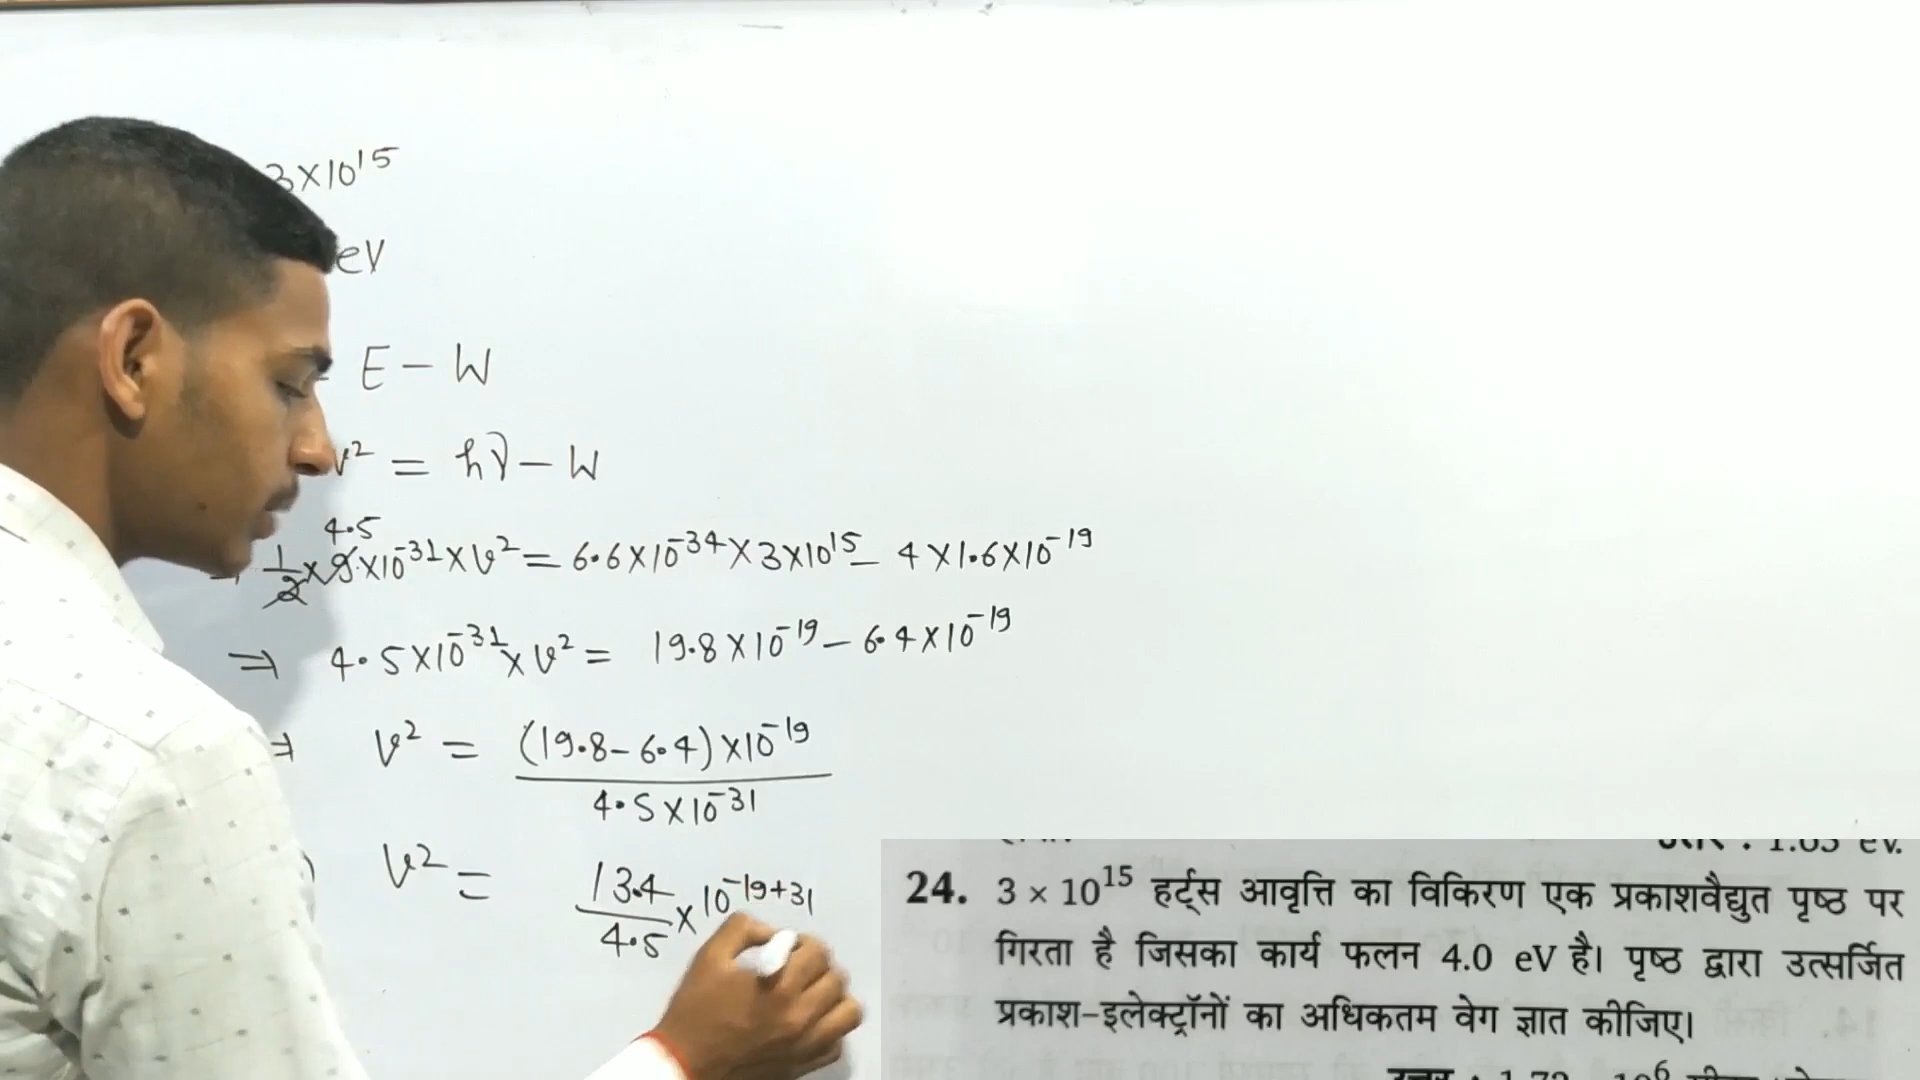 3×10¹⁵
eV
E − W
v² = hν − W
4.5
⇒ 1/2 × 9×10⁻³¹ × v² = 6.6×10⁻³⁴ × 3×10¹⁵ − 4×1.6×10⁻¹⁹
⇒ 4.5×10⁻³¹ × v² = 19.8×10⁻¹⁹ − 6.4×10⁻¹⁹
⇒ v² = (19.8−6.4)×10⁻¹⁹
4.5×10⁻³¹
v² = 13.4/4.5 × 10⁻¹⁹⁺³¹
24. 3 × 10¹⁵ हर्ट्स आवृत्ति का विकिरण एक प्रकाशवैद्युत पृष्ठ पर
गिरता है जिसका कार्य फलन 4.0 eV है। पृष्ठ द्वारा उत्सर्जित
प्रकाश-इलेक्ट्रॉनों का अधिकतम वेग ज्ञात कीजिए।